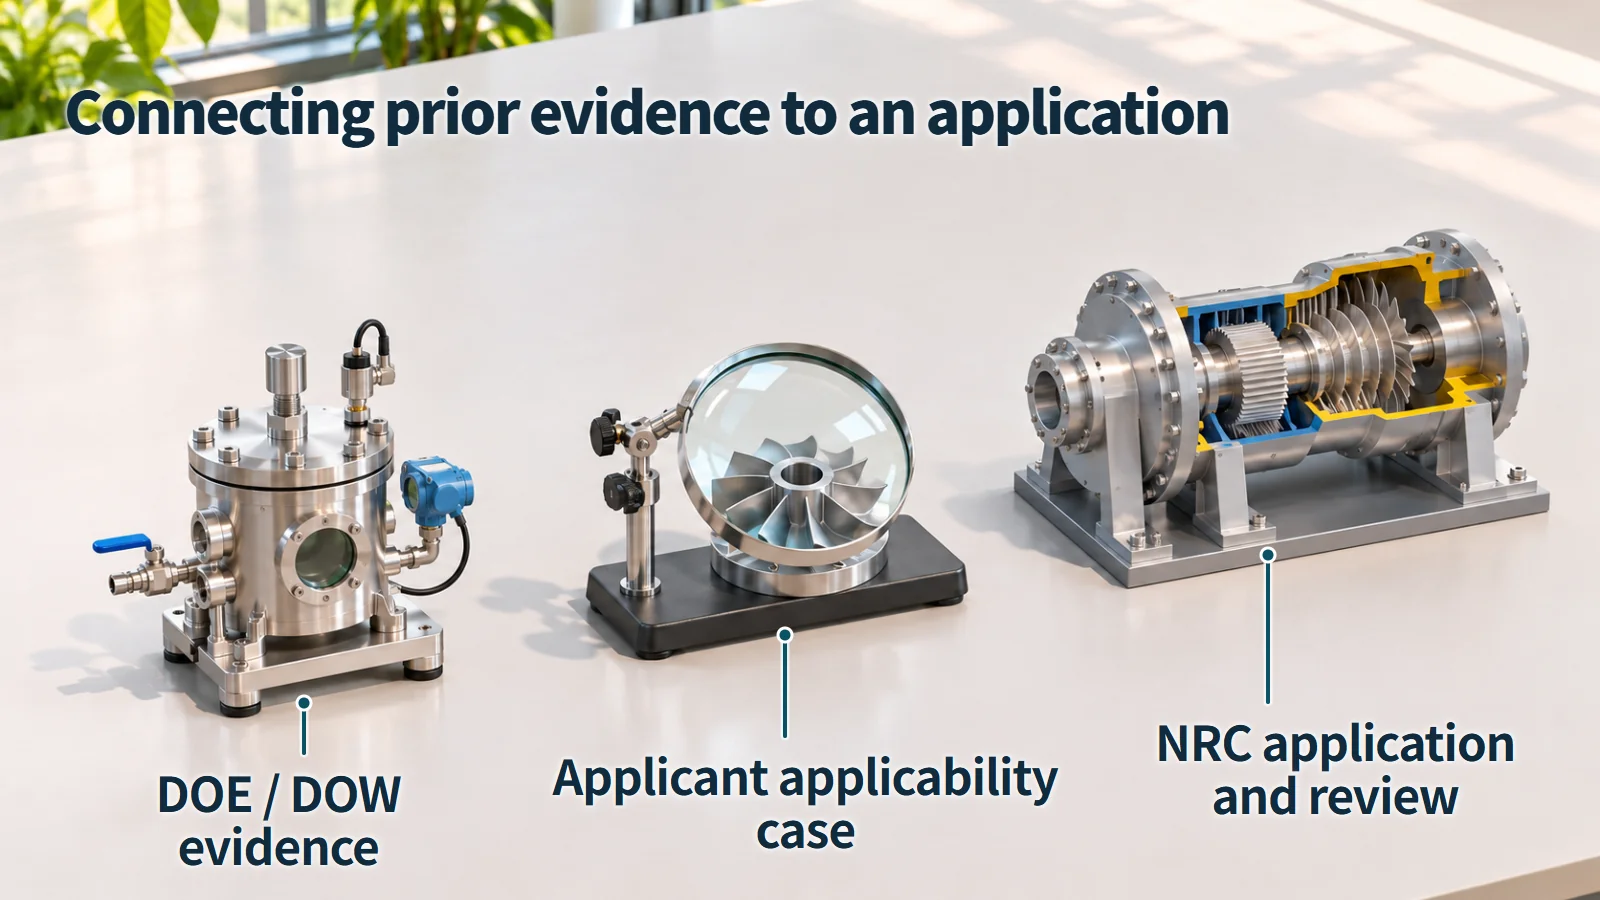 Connecting prior evidence to an application
DOE / DOW
evidence
Applicant applicability
case
NRC application
and review